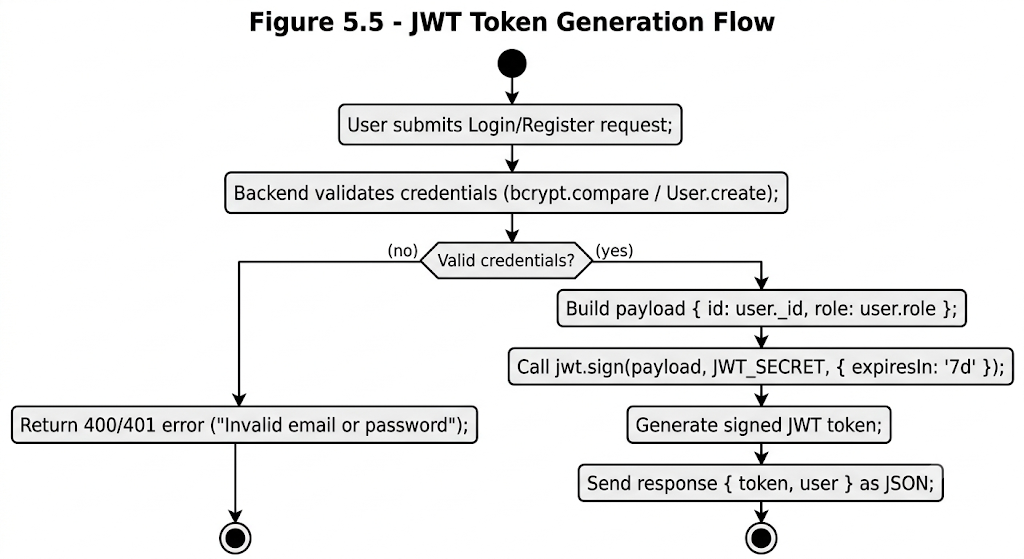 Figure 5.5 - JWT Token Generation Flow
User submits Login/Register request;
Backend validates credentials (bcrypt.compare / User.create);
(no)
Valid credentials?
(yes)
Build payload { id: user._id, role: user.role };
Call jwt.sign(payload, JWT_SECRET, { expiresIn: '7d' });
Return 400/401 error ("Invalid email or password");
Generate signed JWT token;
Send response { token, user } as JSON;